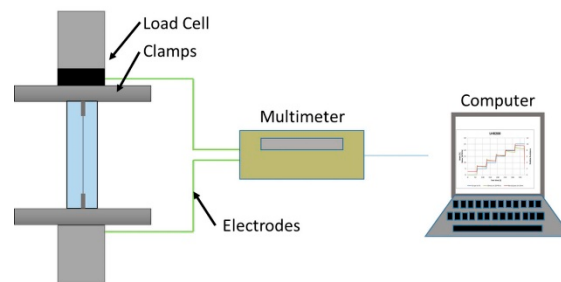 Load Cell
Clamps
Multimeter
Computer
Electrodes